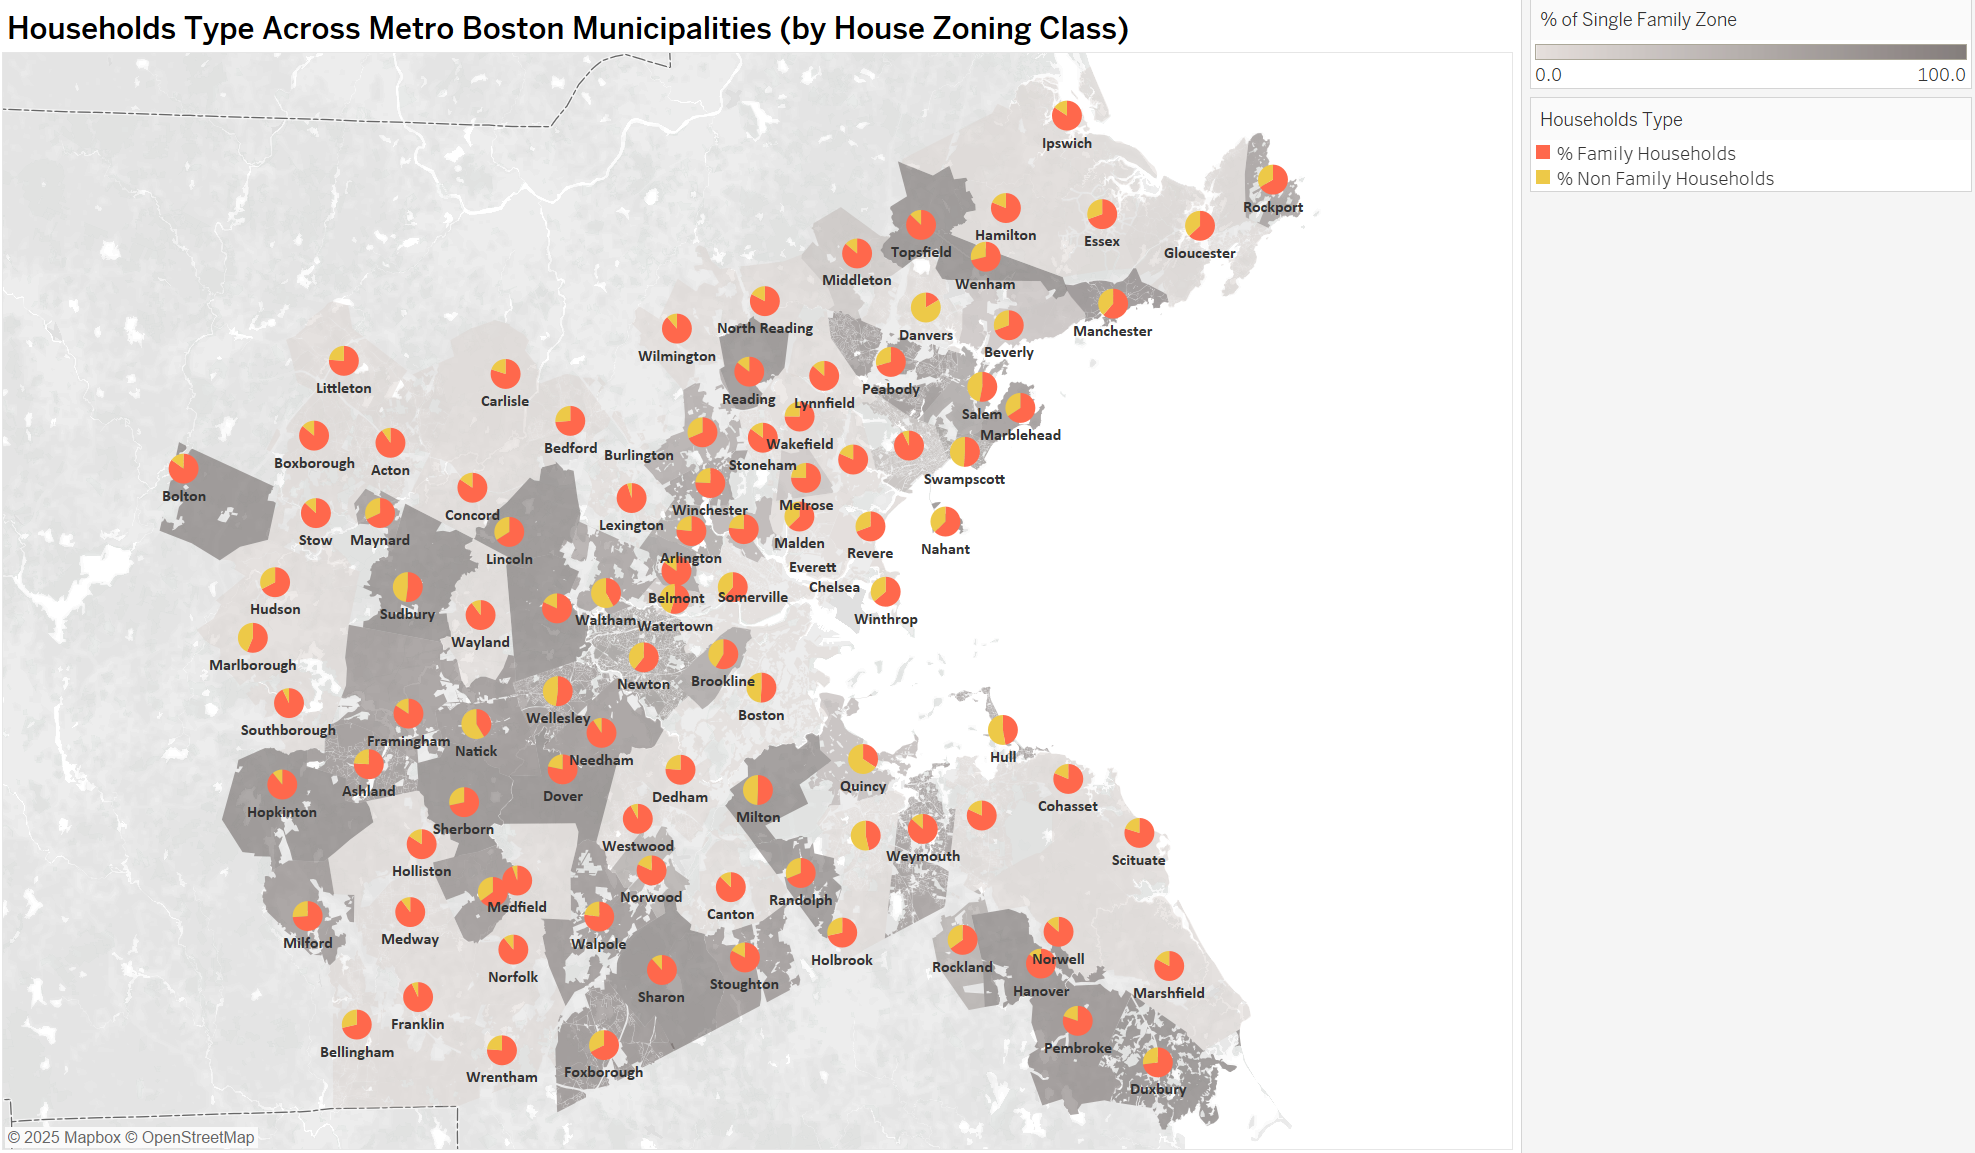 Households Type Across Metro Boston Municipalities (by House Zoning Class)
% of Single Family Zone
0.0 100.0
Households Type
% Family Households
% Non Family Households
Ipswich
Rockport
Hamilton
Essex
Topsfield
Gloucester
Middleton
Wenham
North Reading
Danvers
Manchester
Wilmington
Beverly
Littleton
Carlisle
Reading
Lynnfield
Peabody
Salem
Marblehead
Bedford
Burlington
Wakefield
Boxborough
Acton
Stoneham
Swampscott
Bolton
Concord
Lexington
Winchester
Melrose
Stow
Maynard
Lincoln
Arlington
Malden
Revere
Nahant
Everett
Chelsea
Hudson
Sudbury
Belmont
Somerville
Winthrop
Wayland
Waltham
Watertown
Marlborough
Newton
Brookline
Boston
Southborough
Framingham
Natick
Wellesley
Needham
Hull
Ashland
Dover
Dedham
Quincy
Cohasset
Hopkinton
Sherborn
Milton
Westwood
Weymouth
Scituate
Holliston
Norwood
Randolph
Medfield
Canton
Milford
Medway
Walpole
Holbrook
Norfolk
Rockland
Norwell
Sharon
Stoughton
Hanover
Marshfield
Franklin
Bellingham
Wrentham
Foxborough
Pembroke
Duxbury
© 2025 Mapbox © OpenStreetMap